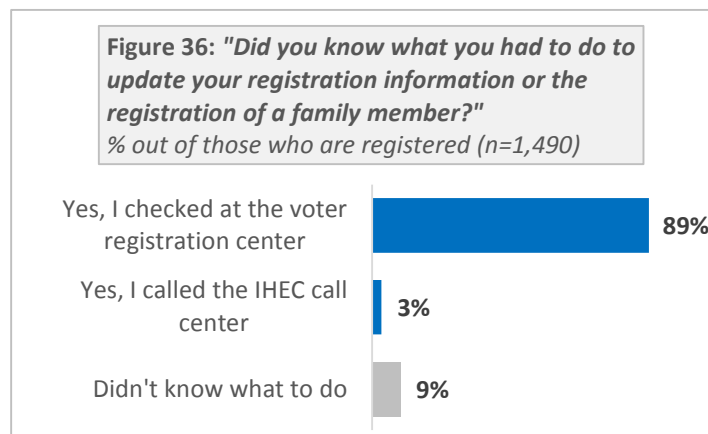 Figure 36: "Did you know what you had to do to
update your registration information or the
registration of a family member?"
% out of those who are registered (n=1,490)
Yes, I checked at the voter
registration center
89%
Yes, I called the IHEC call
center
3%
Didn't know what to do
9%